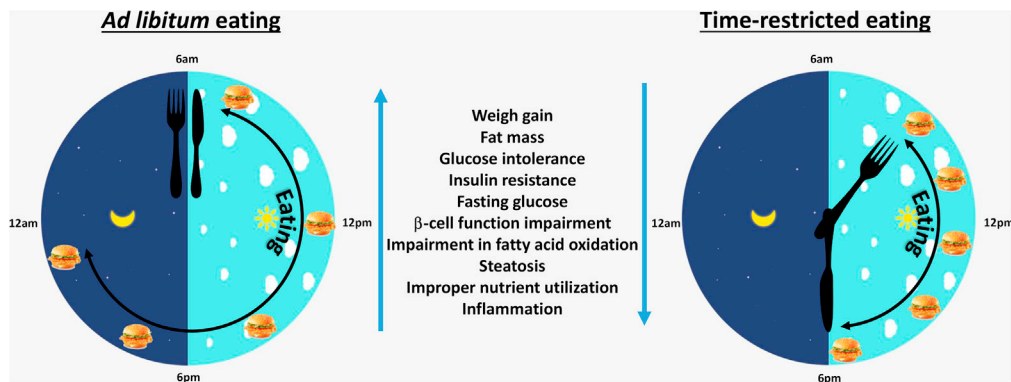 Ad libitum eating
6am
12am
12pm
6pm
Eating
Weigh gain
Fat mass
Glucose intolerance
Insulin resistance
Fasting glucose
β-cell function impairment
Impairment in fatty acid oxidation
Steatosis
Improper nutrient utilization
Inflammation
Time-restricted eating
6am
12am
12pm
6pm
Eating